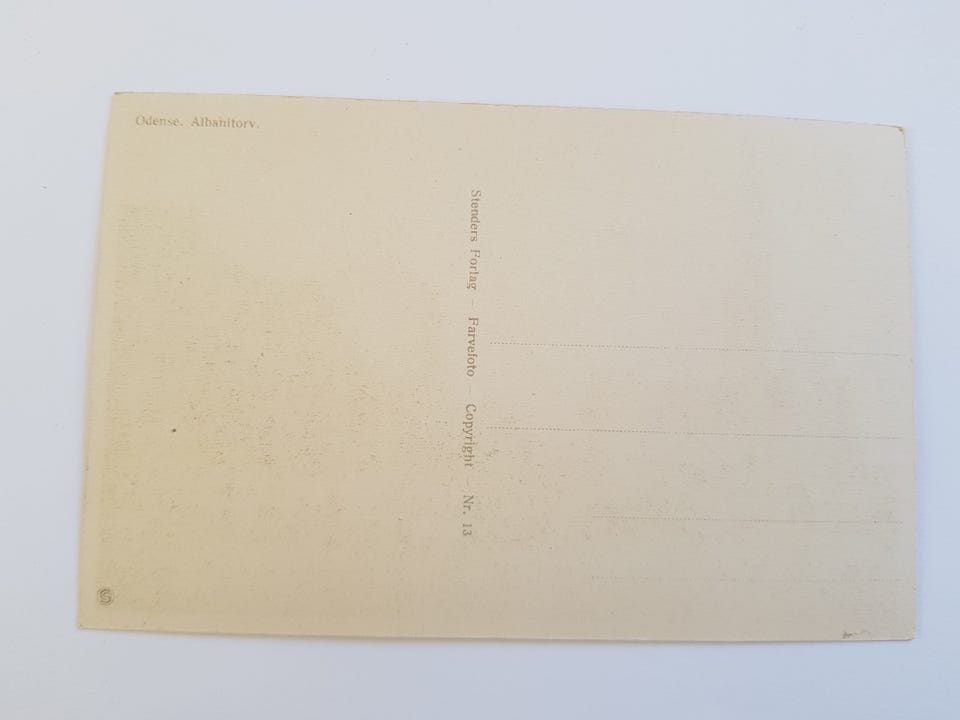 Odense. Albanitorv.
Stenders Forlag — Farvefoto — Copyright — Nr. 13